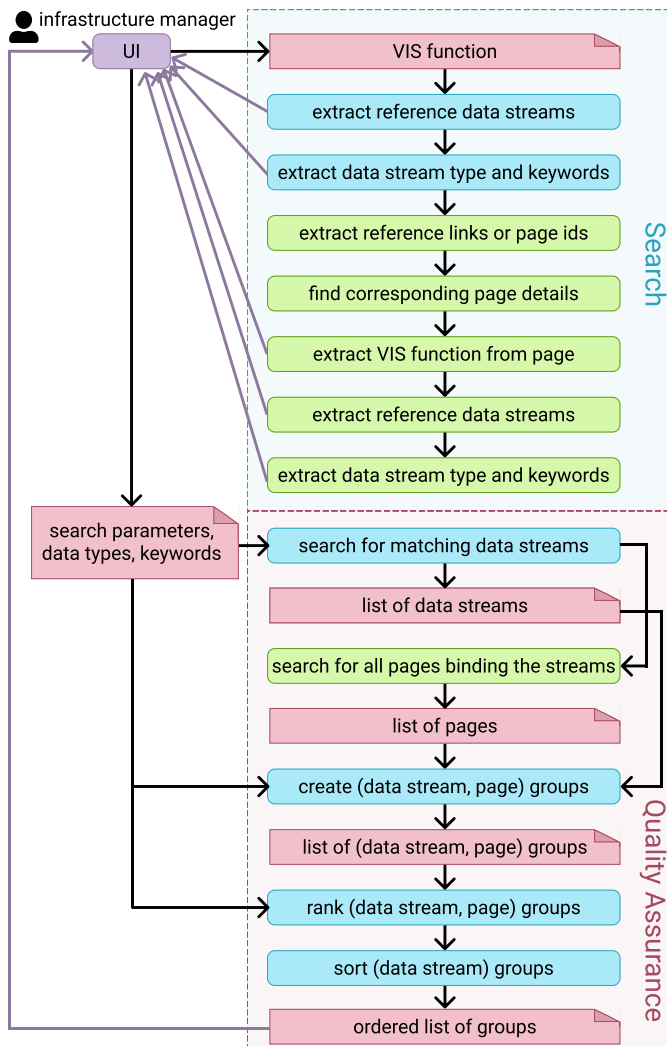 infrastructure manager
UI
VIS function
extract reference data streams
extract data stream type and keywords
extract reference links or page ids
find corresponding page details
extract VIS function from page
extract reference data streams
extract data stream type and keywords
Search
search parameters,
data types, keywords
search for matching data streams
list of data streams
search for all pages binding the streams
list of pages
create (data stream, page) groups
list of (data stream, page) groups
rank (data stream, page) groups
sort (data stream) groups
ordered list of groups
Quality Assurance